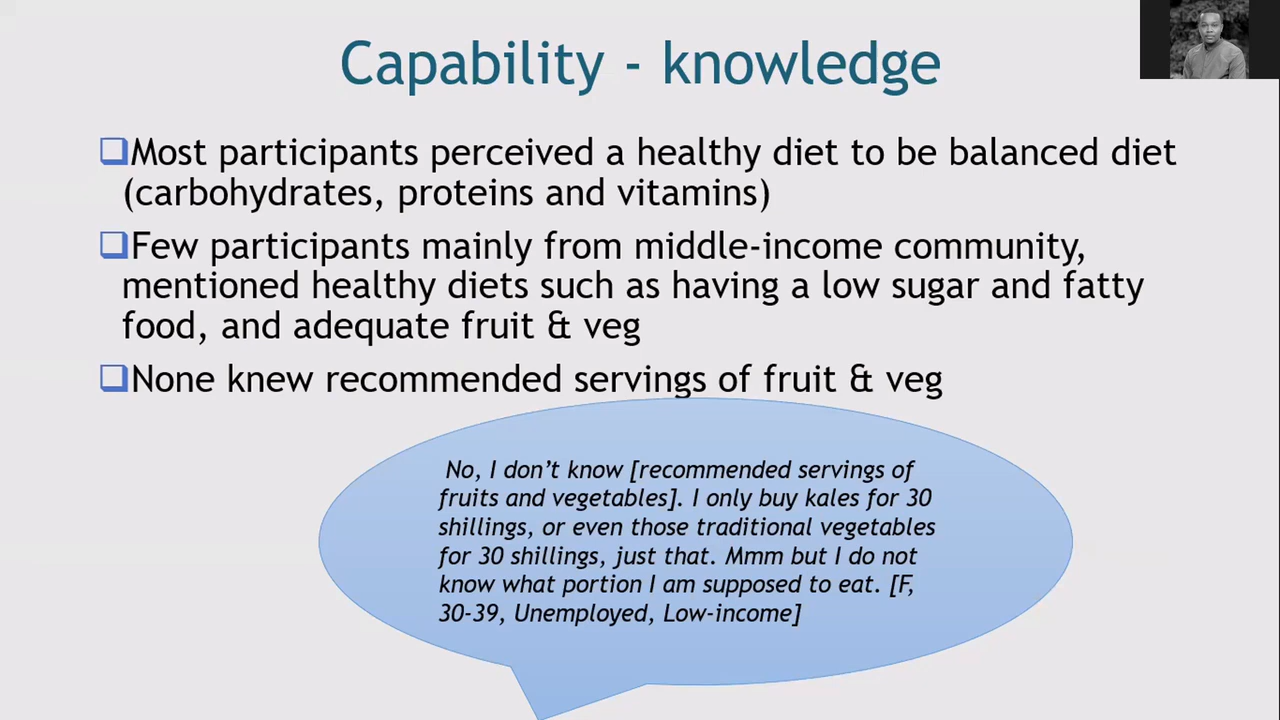 Capability - knowledge
Most participants perceived a healthy diet to be balanced diet
(carbohydrates, proteins and vitamins)
Few participants mainly from middle-income community,
mentioned healthy diets such as having a low sugar and fatty
food, and adequate fruit & veg
None knew recommended servings of fruit & veg
No, I don’t know [recommended servings of
fruits and vegetables]. I only buy kales for 30
shillings, or even those traditional vegetables
for 30 shillings, just that. Mmm but I do not
know what portion I am supposed to eat. [F,
30-39, Unemployed, Low-income]